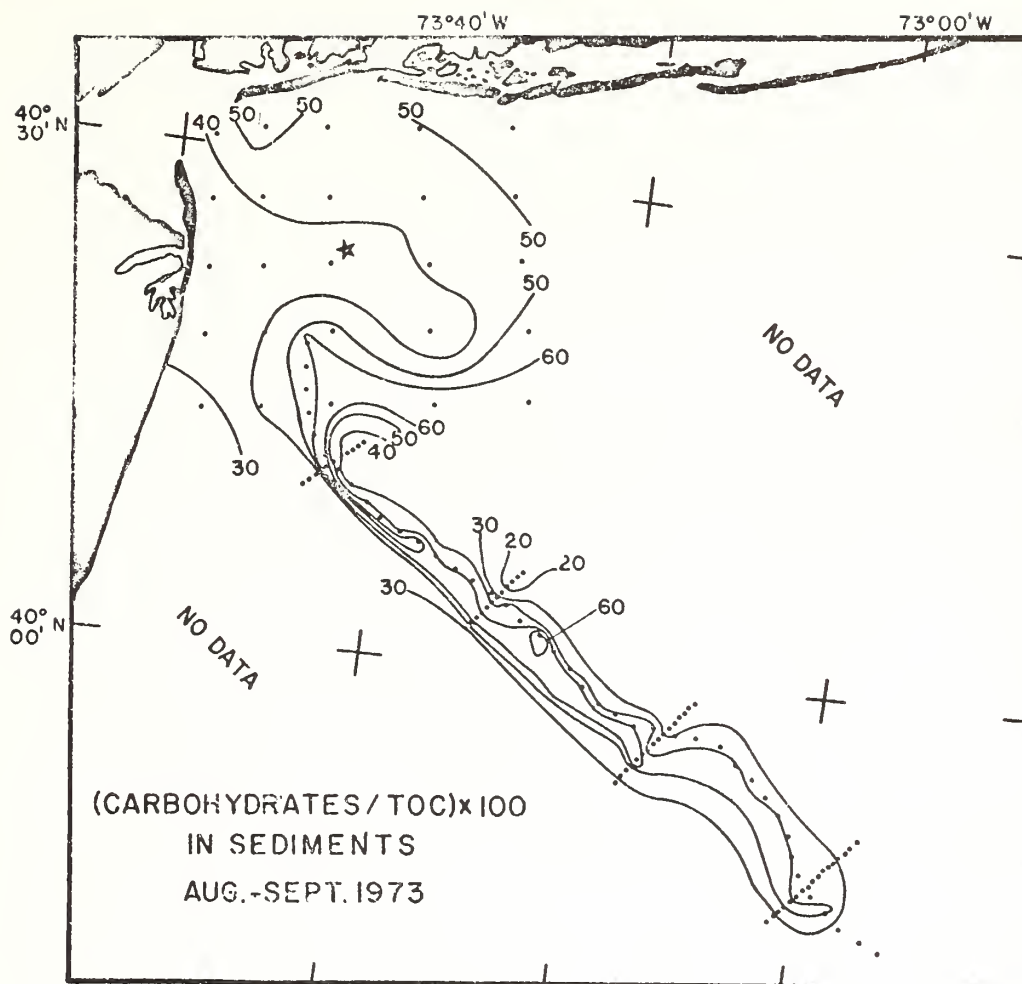 73°40'W 73°00'W
40° 30' N
40 50 50 50
50
50
60
60
50
40
30
NO DATA
30 20 20
30
60
40° 00' N
NO DATA
(CARBOHYDRATES/TOC)x100
IN SEDIMENTS
AUG.-SEPT. 1973